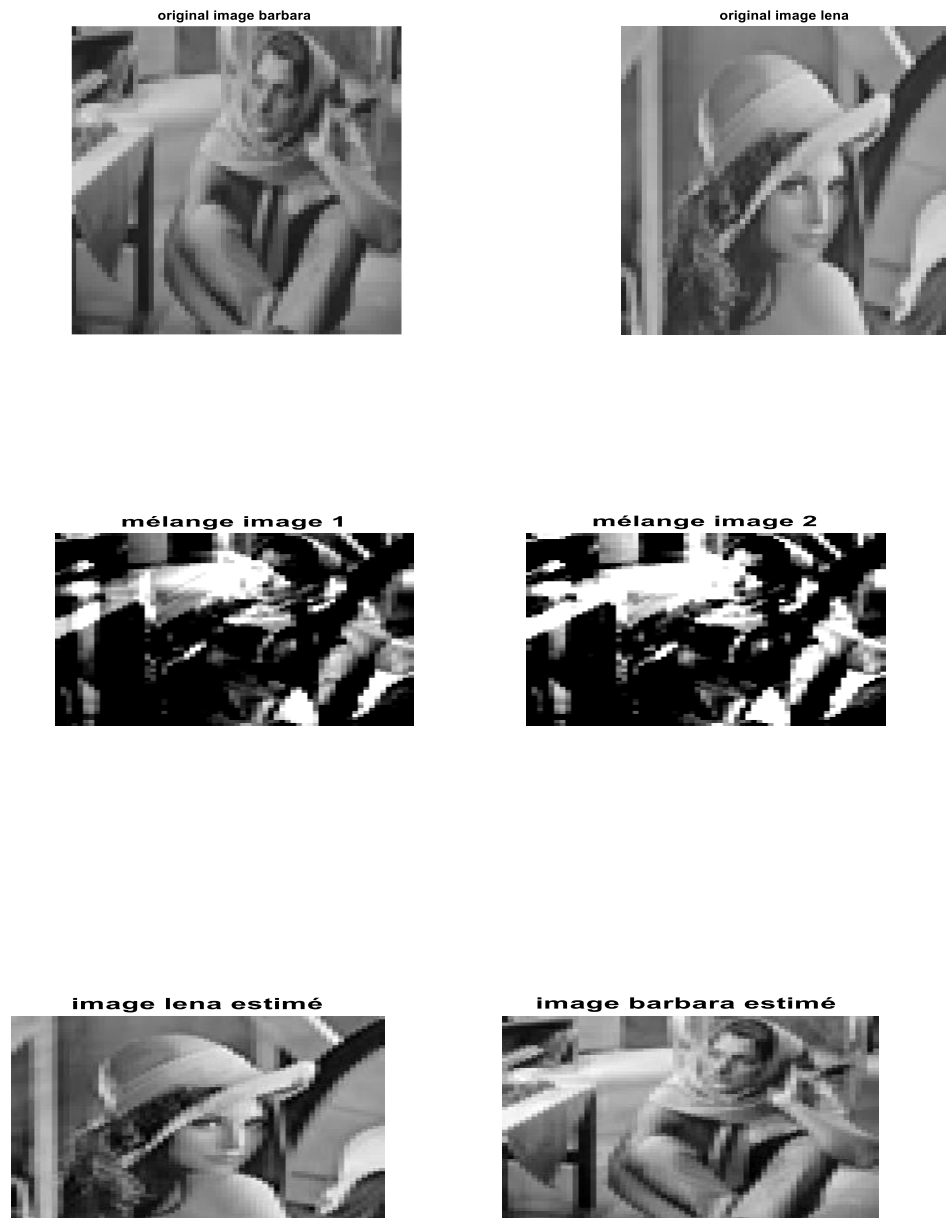 original image barbara
original image lena
mélange image 1
mélange image 2
image lena estimé
image barbara estimé